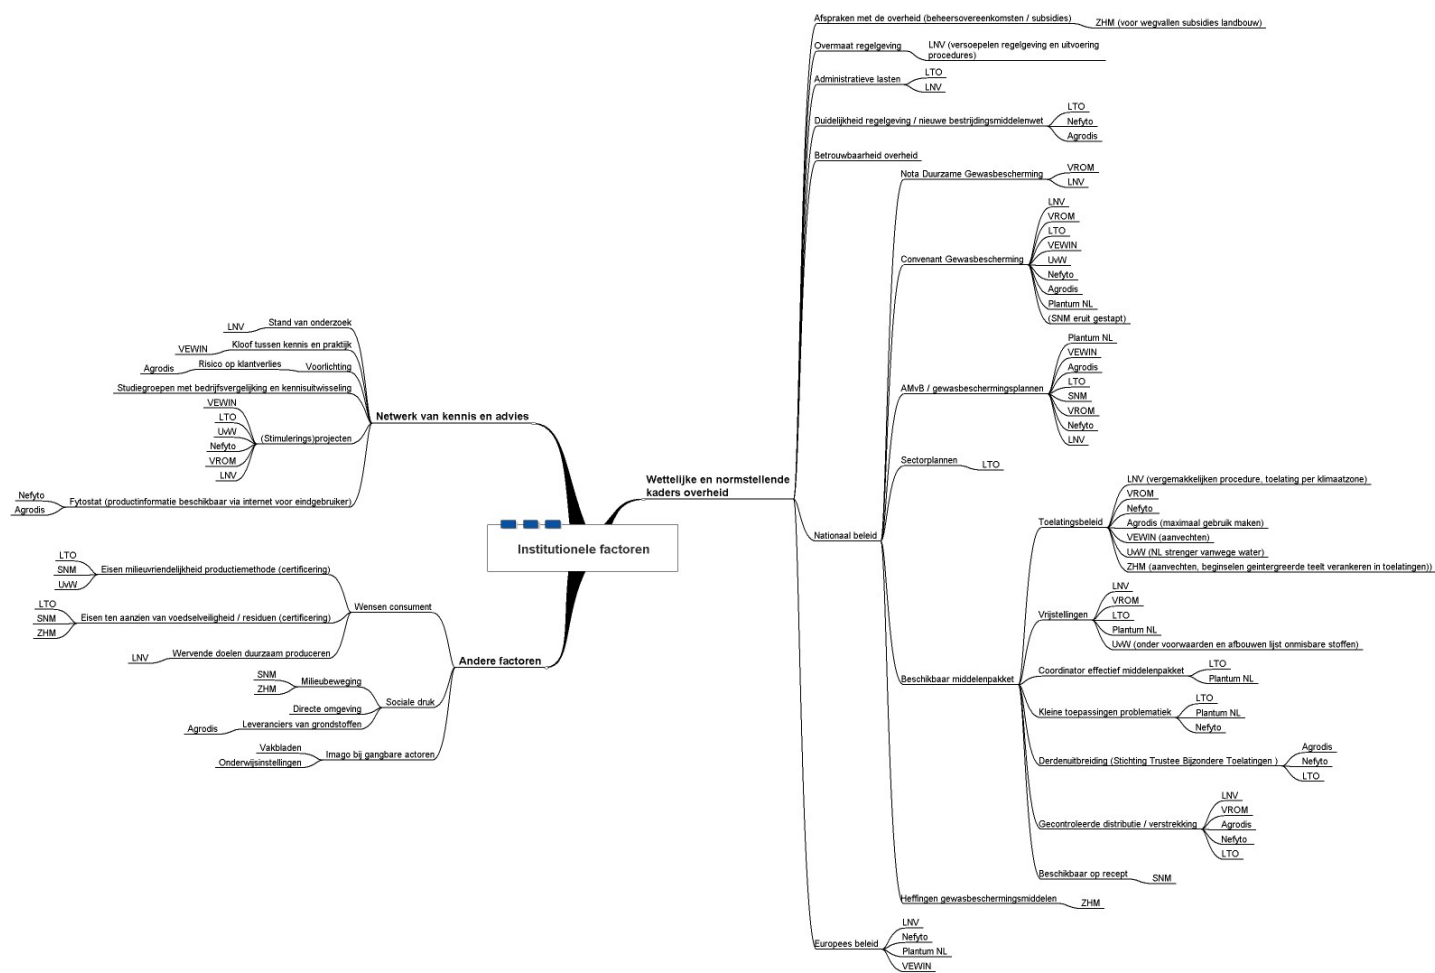 Institutionele factoren
Wettelijke en normstellende
kaders overheid
Afspraken met de overheid (beheersovereenkomsten / subsidies)
ZHM (voor wegvallen subsidies landbouw)
Overmaat regelgeving
LNV (versoepelen regelgeving en uitvoering
procedures)
Administratieve lasten
LTO
LNV
Duidelijkheid regelgeving / nieuwe bestrijdingsmiddelenwet
LTO
Nefyto
Agrodis
Betrouwbaarheid overheid
Nationaal beleid
Nota Duurzame Gewasbescherming
VROM
LNV
Convenant Gewasbescherming
LNV
VROM
LTO
VEWIN
UvW
Nefyto
Agrodis
Plantum NL
(SNM eruit gestapt)
AMvB / gewasbeschermingsplannen
Plantum NL
VEWIN
Agrodis
LTO
SNM
VROM
Nefyto
LNV
Sectorplannen
LTO
Beschikbaar middelenpakket
Toelatingsbeleid
LNV (vergemakkelijken procedure, toelating per klimaatzone)
VROM
Nefyto
Agrodis (maximaal gebruik maken)
VEWIN (aanvechten)
UvW (NL strenger vanwege water)
ZHM (aanvechten, beginselen geintergreerde teelt verankeren in toelatingen))
Vrijstellingen
LNV
VROM
LTO
Plantum NL
UvW (onder voorwaarden en afbouwen lijst onmisbare stoffen)
Coordinator effectief middelenpakket
LTO
Plantum NL
Kleine toepassingen problematiek
LTO
Plantum NL
Nefyto
Derdenuitbreiding (Stichting Trustee Bijzondere Toelatingen )
Agrodis
Nefyto
LTO
Gecontroleerde distributie / verstrekking
LNV
VROM
Agrodis
Nefyto
LTO
Beschikbaar op recept
SNM
Heffingen gewasbeschermingsmiddelen
ZHM
Europees beleid
LNV
Nefyto
Plantum NL
VEWIN
Netwerk van kennis en advies
Stand van onderzoek
LNV
Kloof tussen kennis en praktijk
VEWIN
Voorlichting
Risico op klantverlies
Agrodis
Studiegroepen met bedrijfsvergelijking en kennisuitwisseling
(Stimulerings)projecten
VEWIN
LTO
UvW
Nefyto
VROM
LNV
Fytostat (productinformatie beschikbaar via internet voor eindgebruiker)
Nefyto
Agrodis
Andere factoren
Wensen consument
Eisen milieuvriendelijkheid productiemethode (certificering)
LTO
SNM
UvW
Eisen ten aanzien van voedselveiligheid / residuen (certificering)
LTO
SNM
ZHM
Wervende doelen duurzaam produceren
LNV
Sociale druk
Milieubeweging
SNM
ZHM
Directe omgeving
Leveranciers van grondstoffen
Agrodis
Imago bij gangbare actoren
Vakbladen
Onderwijsinstellingen